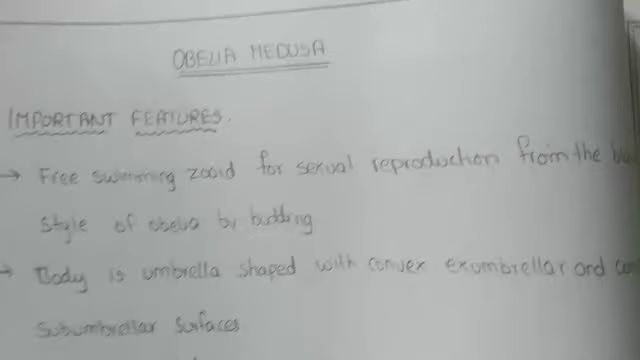 OBELIA MEDUSA
IMPORTANT FEATURES.
→ Free swimming zooid for sexual reproduction from the
style of obelia by budding
→ Body is umbrella shaped with convex exumbrellar and
subumbrellar surfaces